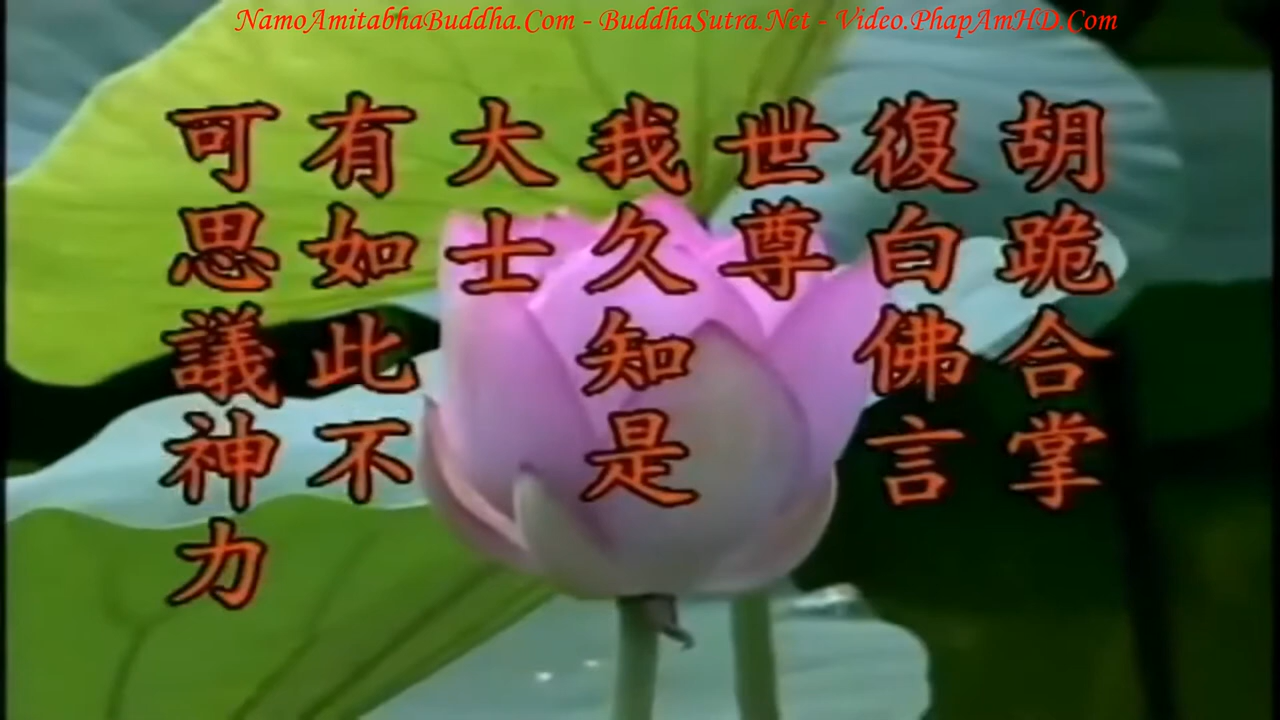 NamoAmitabhaBuddha.Com - BuddhaSutra.Net - Video.PhapAmHD.Com
胡跪合掌
復白佛言
世尊
我久知是
大士
有如此不
可思議神力